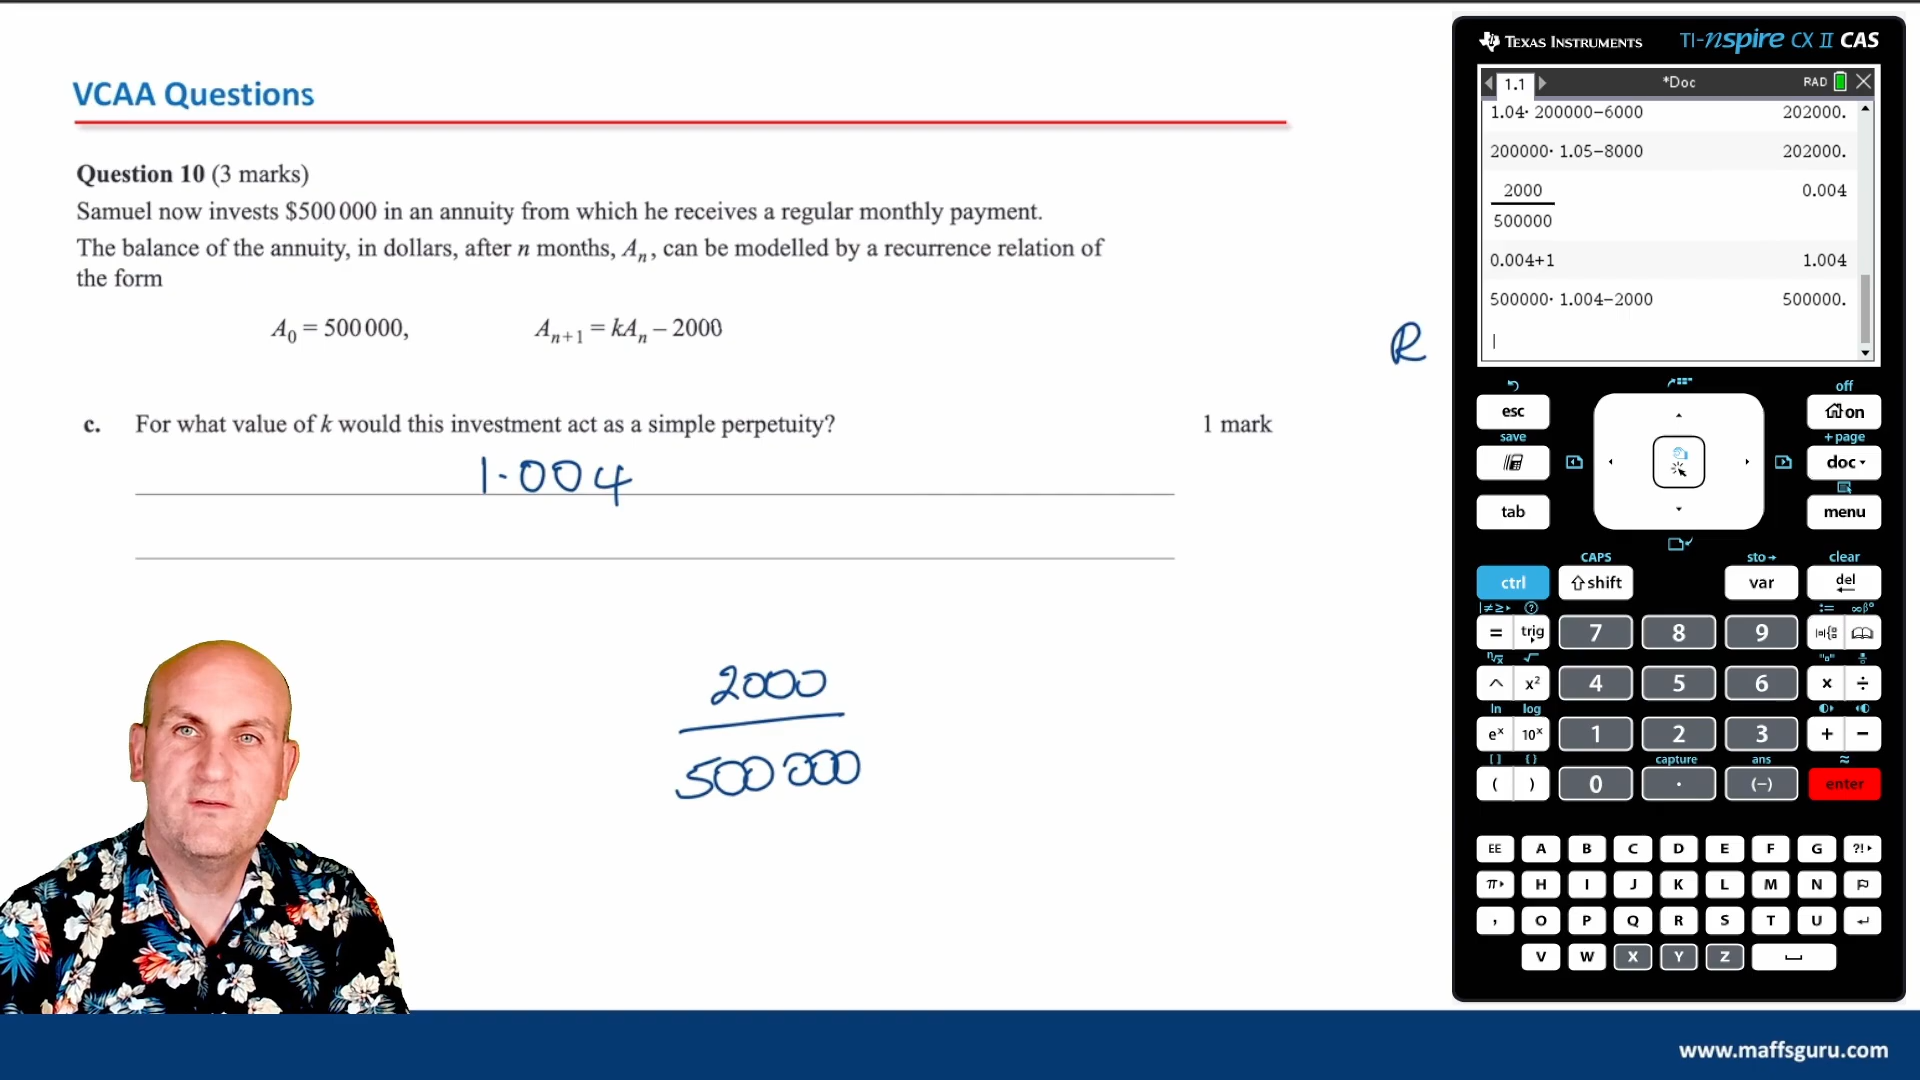 VCAA Questions
Question 10 (3 marks)
Samuel now invests $500 000 in an annuity from which he receives a regular monthly payment.
The balance of the annuity, in dollars, after n months, Aₙ, can be modelled by a recurrence relation of
the form
A₀ = 500 000, Aₙ₊₁ = kAₙ – 2000
R
c. For what value of k would this investment act as a simple perpetuity? 1 mark
1.004
2000
500 000
TEXAS INSTRUMENTS TI-nspire CX II CAS
1.1 *Doc RAD
1.04· 200000–6000 202000.
200000· 1.05–8000 202000.
2000
500000 0.004
0.004+1 1.004
500000· 1.004–2000 500000.
off
esc on
save + page
doc
tab menu
CAPS sto→ clear
ctrl shift var del
= trig 7 8 9
^ x² 4 5 6 × ÷
ln log
eˣ 10ˣ 1 2 3 + −
[ ] { } capture ans ≈
( ) 0 . (−) enter
EE A B C D E F G ?!
π H I J K L M N
, O P Q R S T U
V W X Y Z
www.maffsguru.com